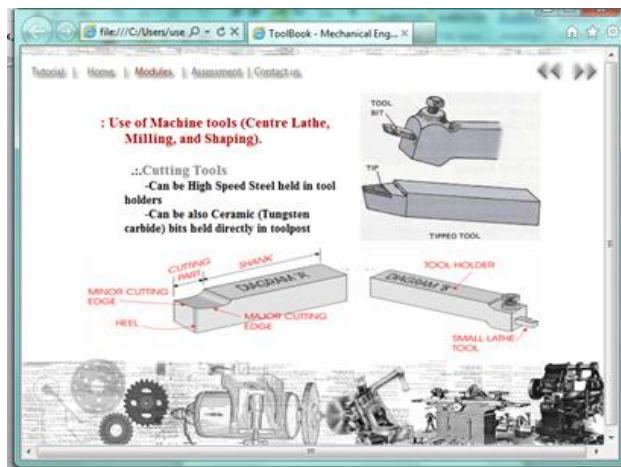 file:///C:/Users/use
ToolBook - Mechanical Eng...
Tutorial | Home | Modules | Assessment | Contact us
: Use of Machine tools (Centre Lathe,
Milling, and Shaping).
.:.Cutting Tools
-Can be High Speed Steel held in tool
holders
-Can be also Ceramic (Tungsten
carbide) bits held directly in toolpost
TOOL
BIT
TIP
TIPPED TOOL
CUTTING
PART
SHANK
DIAGRAM 'A'
MINOR CUTTING
EDGE
HEEL
MAJOR CUTTING
EDGE
TOOL HOLDER
DIAGRAM 'B'
SMALL LATHE
TOOL